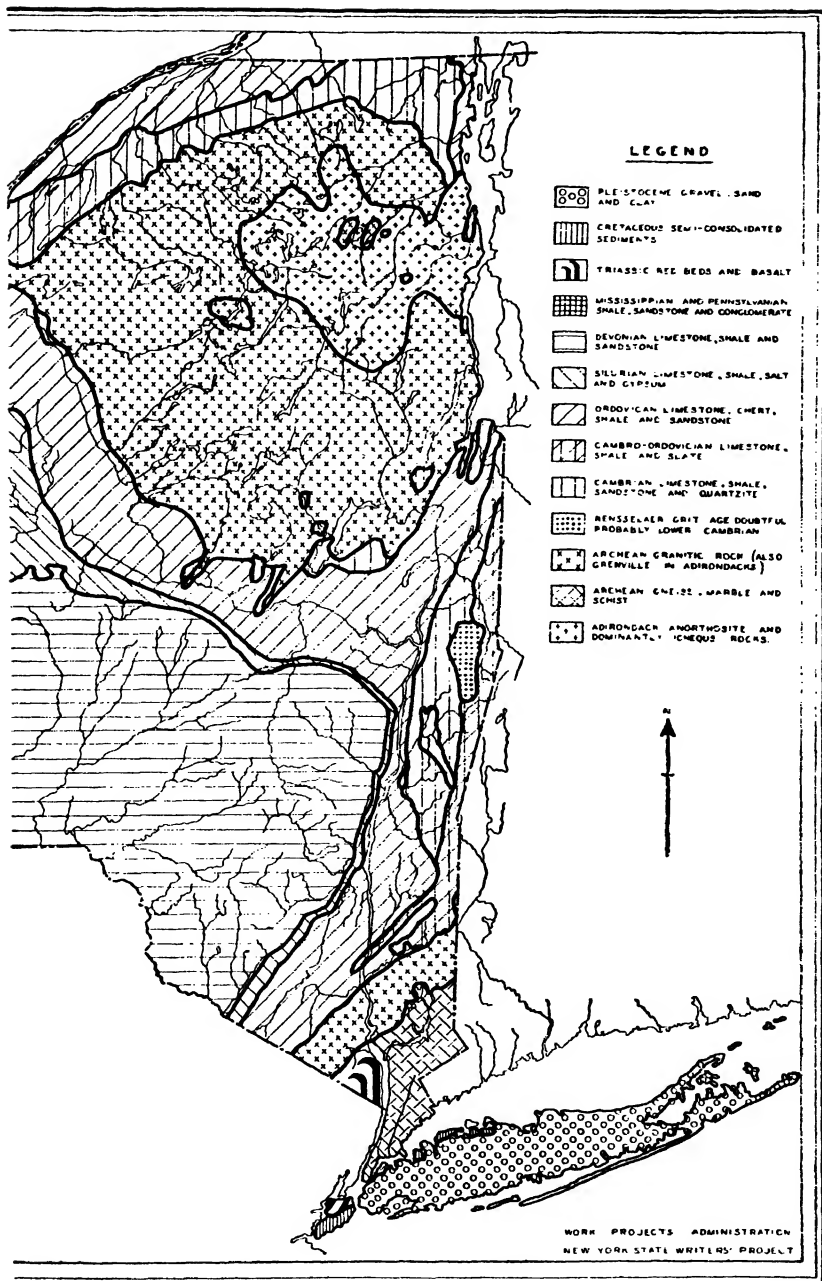 LEGEND
PLEISTOCENE GRAVEL, SAND
AND CLAY
CRETACEOUS SEMI-CONSOLIDATED
SEDIMENTS
TRIASSIC RED BEDS AND BASALT
MISSISSIPPIAN AND PENNSYLVANIAN
SHALE, SANDSTONE AND CONGLOMERATE
DEVONIAN LIMESTONE, SHALE AND
SANDSTONE
SILURIAN LIMESTONE, SHALE, SALT
AND GYPSUM
ORDOVICAN LIMESTONE, CHERT,
SHALE AND SANDSTONE
CAMBRO-ORDOVICIAN LIMESTONE,
SHALE AND SLATE
CAMBRIAN LIMESTONE, SHALE,
SANDSTONE AND QUARTZITE
RENSSELAER GRIT AGE DOUBTFUL
PROBABLY LOWER CAMBRIAN
ARCHEAN GRANITIC ROCK (ALSO
GRENVILLE IN ADIRONDACKS)
ARCHEAN GNEISS, MARBLE AND
SCHIST
ADIRONDACK ANORTHOSITE AND
DOMINANTLY IGNEOUS ROCKS.
N
WORK PROJECTS ADMINISTRATION
NEW YORK STATE WRITERS' PROJECT